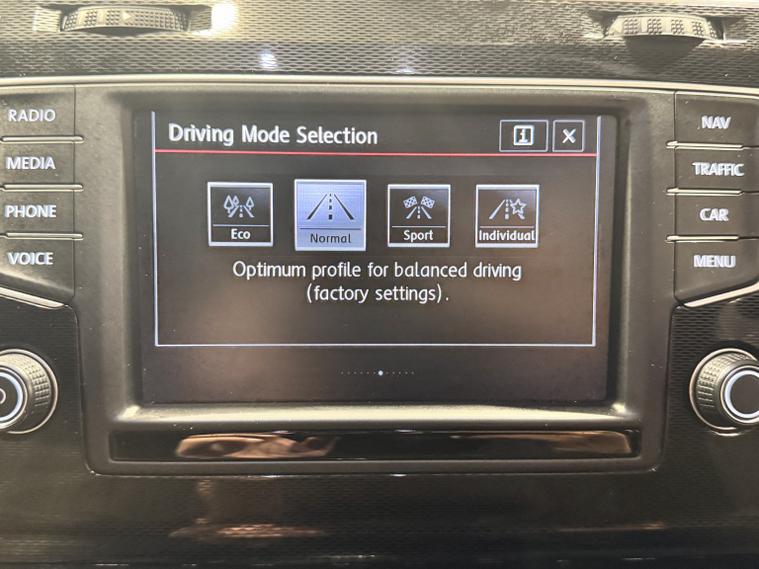 RADIO
MEDIA
PHONE
VOICE
Driving Mode Selection
i
X
Eco
Normal
Sport
Individual
Optimum profile for balanced driving
(factory settings).
NAV
TRAFFIC
CAR
MENU